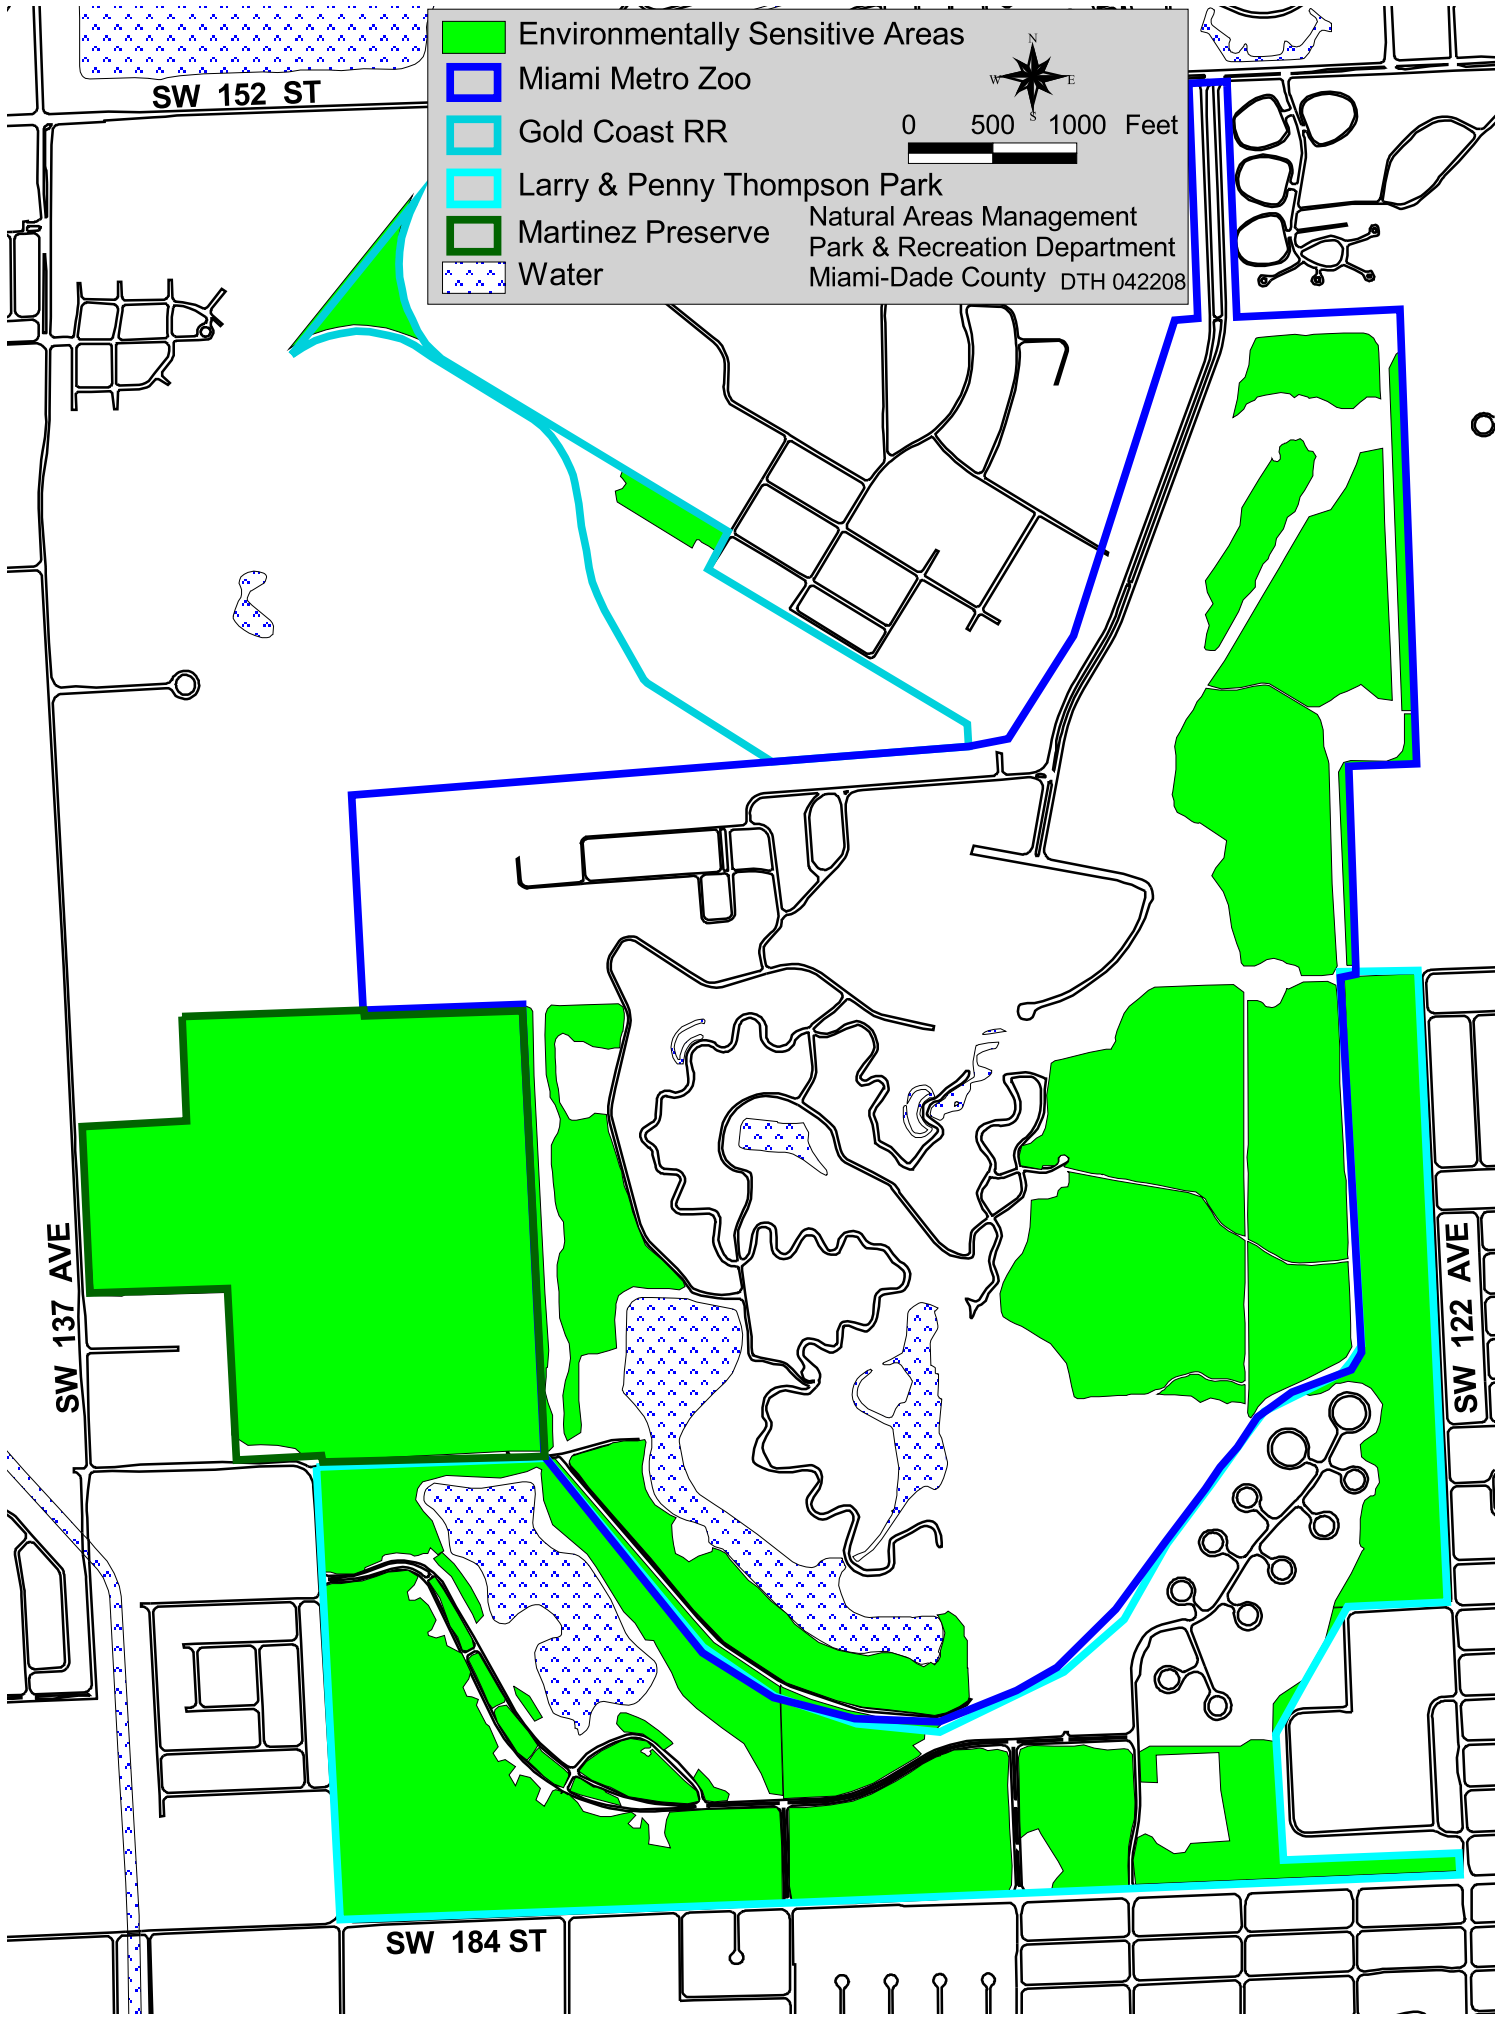 Environmentally Sensitive Areas
Miami Metro Zoo
Gold Coast RR
Larry & Penny Thompson Park
Martinez Preserve
Water
N
W E
S
0 500 1000 Feet
Natural Areas Management
Park & Recreation Department
Miami-Dade County DTH 042208
SW 152 ST
SW 137 AVE
SW 122 AVE
SW 184 ST